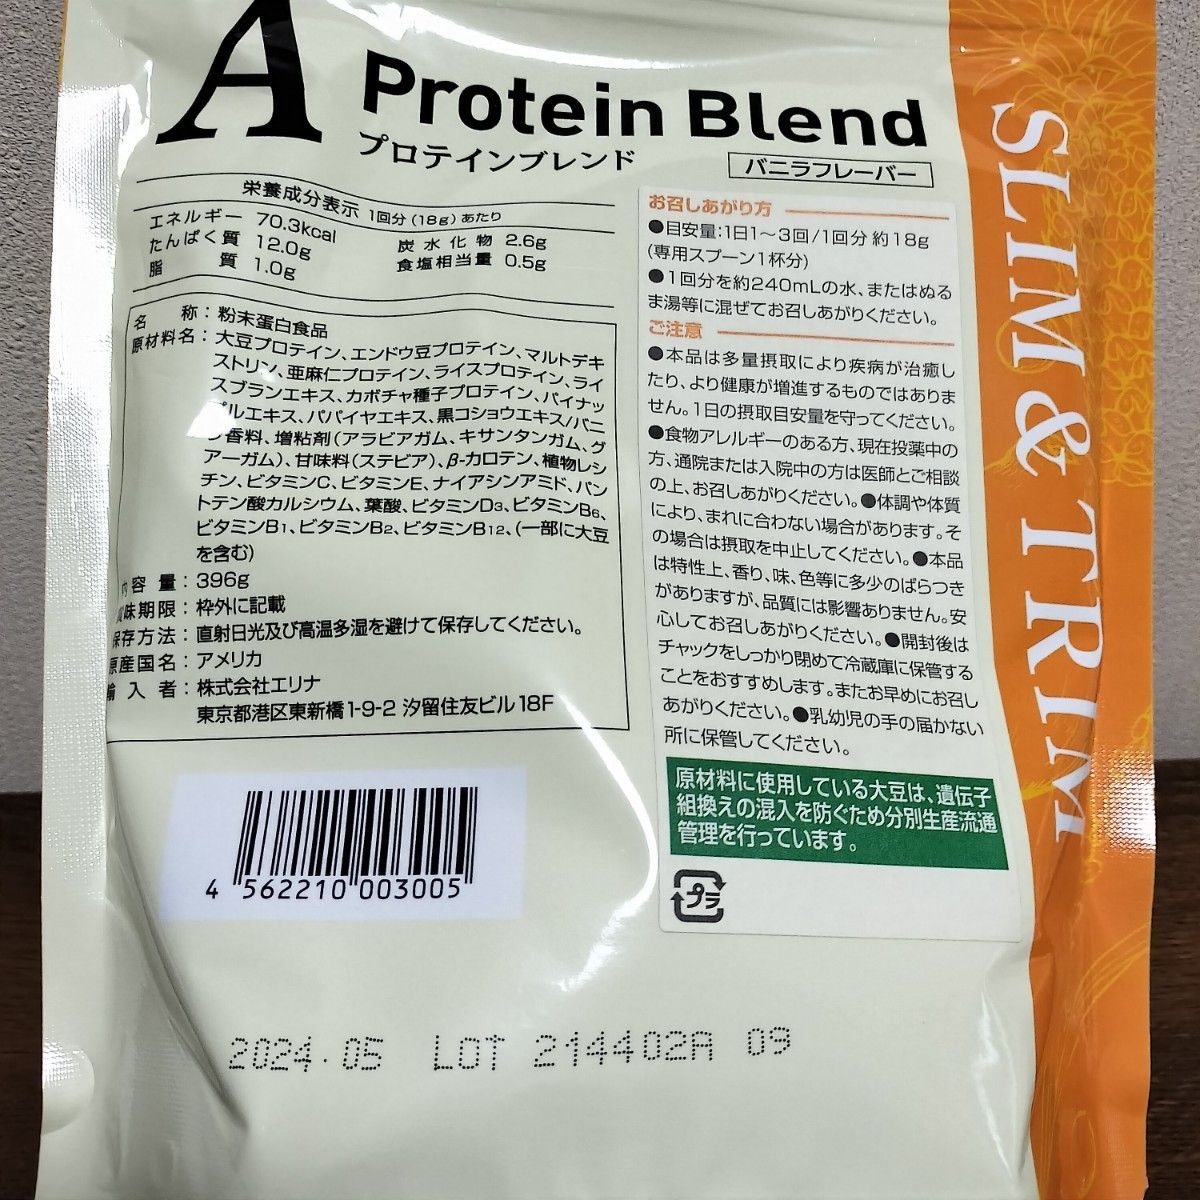 A Protein Blend
プロテインブレンド
バニラフレーバー
栄養成分表示 1回分(18g)あたり
エネルギー 70.3kcal
たんぱく質 12.0g
脂質 1.0g
炭水化物 2.6g
食塩相当量 0.5g
名称:粉末蛋白食品
原材料名:大豆プロテイン、エンドウ豆プロテイン、マルトデキ
ストリン、亜麻仁プロテイン、ライスプロテイン、ライ
スブランエキス、カボチャ種子プロテイン、パイナッ
プルエキス、パパイヤエキス、黒コショウエキス/バニ
ラ香料、増粘剤(アラビアガム、キサンタンガム、グ
アーガム)、甘味料(ステビア)、β-カロテン、植物レシ
チン、ビタミンC、ビタミンE、ナイアシンアミド、パン
トテン酸カルシウム、葉酸、ビタミンD3、ビタミンB6、
ビタミンB1、ビタミンB2、ビタミンB12、(一部に大豆
を含む)
内容量:396g
賞味期限:枠外に記載
保存方法:直射日光及び高温多湿を避けて保存してください。
原産国名:アメリカ
輸入者:株式会社エリナ
東京都港区東新橋1-9-2 汐留住友ビル18F
お召しあがり方
●目安量:1日1～3回/1回分 約18g
(専用スプーン1杯分)
●1回分を約240mLの水、またはぬる
ま湯等に混ぜてお召しあがりください。
ご注意
●本品は多量摂取により疾病が治癒し
たり、より健康が増進するものではありま
せん。1日の摂取目安量を守ってください。
●食物アレルギーのある方、現在投薬中の
方、通院または入院中の方は医師とご相談
の上、お召しあがりください。●体調や体質
により、まれに合わない場合があります。そ
の場合は摂取を中止してください。●本品
は特性上、香り、味、色等に多少のばらつき
がありますが、品質には影響ありません。安
心してお召しあがりください。●開封後は
チャックをしっかり閉めて冷蔵庫に保管する
ことをおすすめします。またお早めにお召し
あがりください。●乳幼児の手の届かない
所に保管してください。
原材料に使用している大豆は、遺伝子
組換えの混入を防ぐため分別生産流通
管理を行っています。
プラ
4 562210 003005
2024.05 LOT 214402A 09
SLIM & TRIM